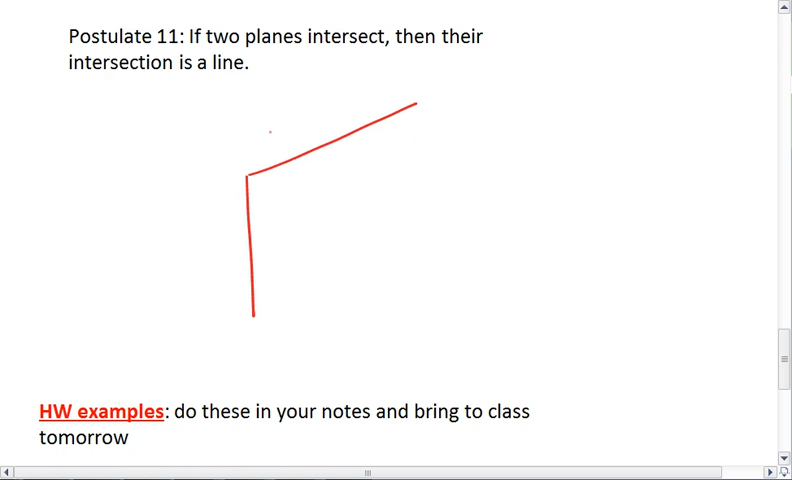 Postulate 11: If two planes intersect, then their
intersection is a line.
HW examples: do these in your notes and bring to class
tomorrow